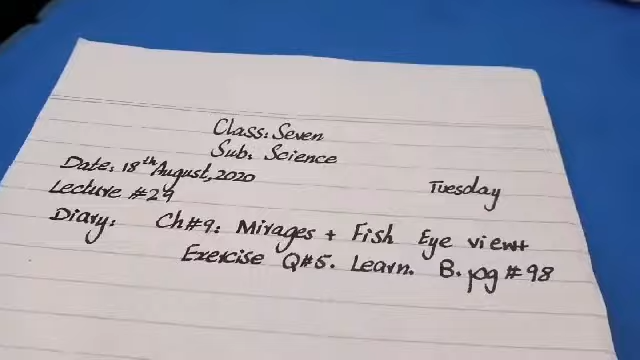 Class: Seven
Sub: Science
Date: 18th August, 2020
Tuesday
Lecture #29
Diary: Ch#9: Mirages + Fish Eye view+
Exercise Q#5. Learn. B. pg # 98